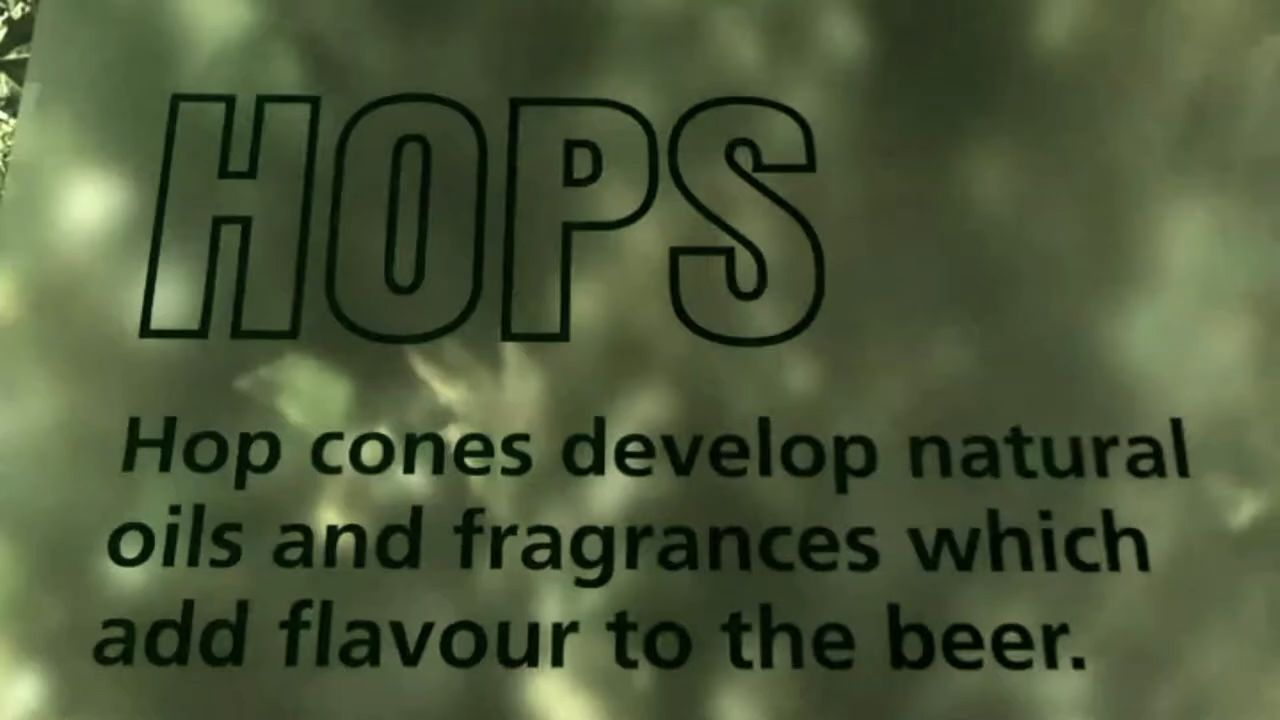 HOPS
Hop cones develop natural
oils and fragrances which
add flavour to the beer.